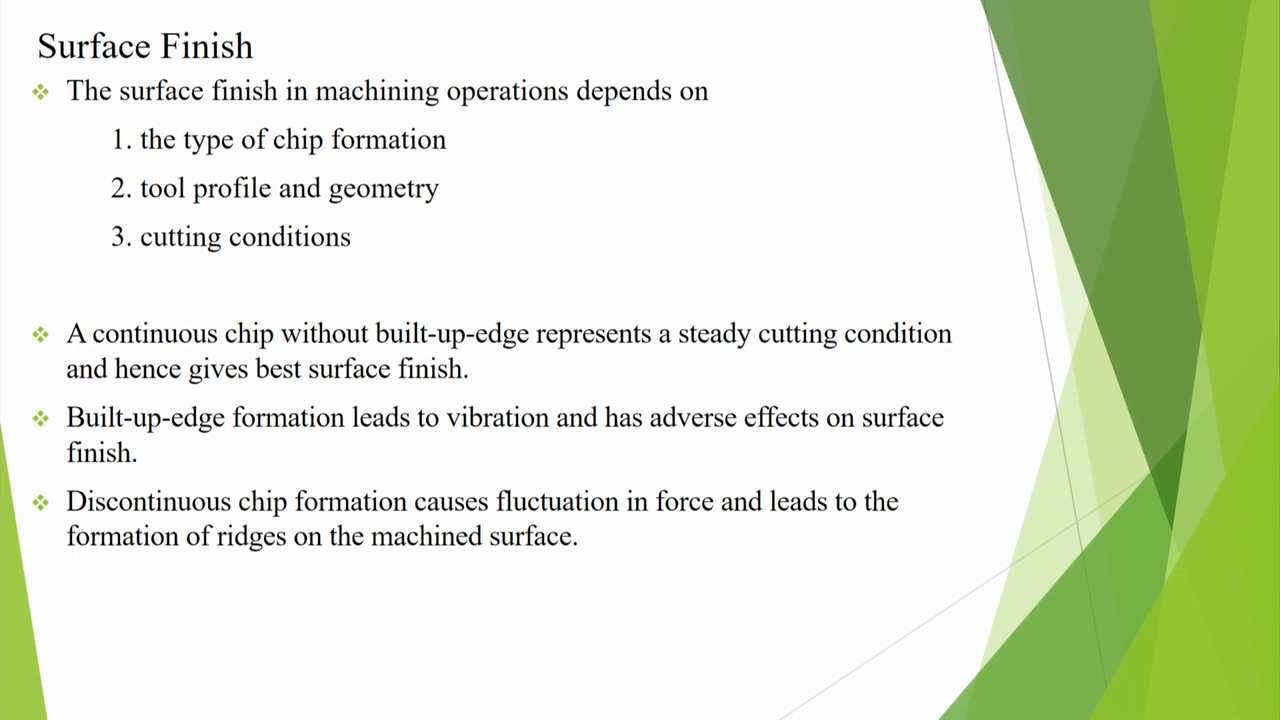 Surface Finish
The surface finish in machining operations depends on
1. the type of chip formation
2. tool profile and geometry
3. cutting conditions
A continuous chip without built-up-edge represents a steady cutting condition
and hence gives best surface finish.
Built-up-edge formation leads to vibration and has adverse effects on surface
finish.
Discontinuous chip formation causes fluctuation in force and leads to the
formation of ridges on the machined surface.